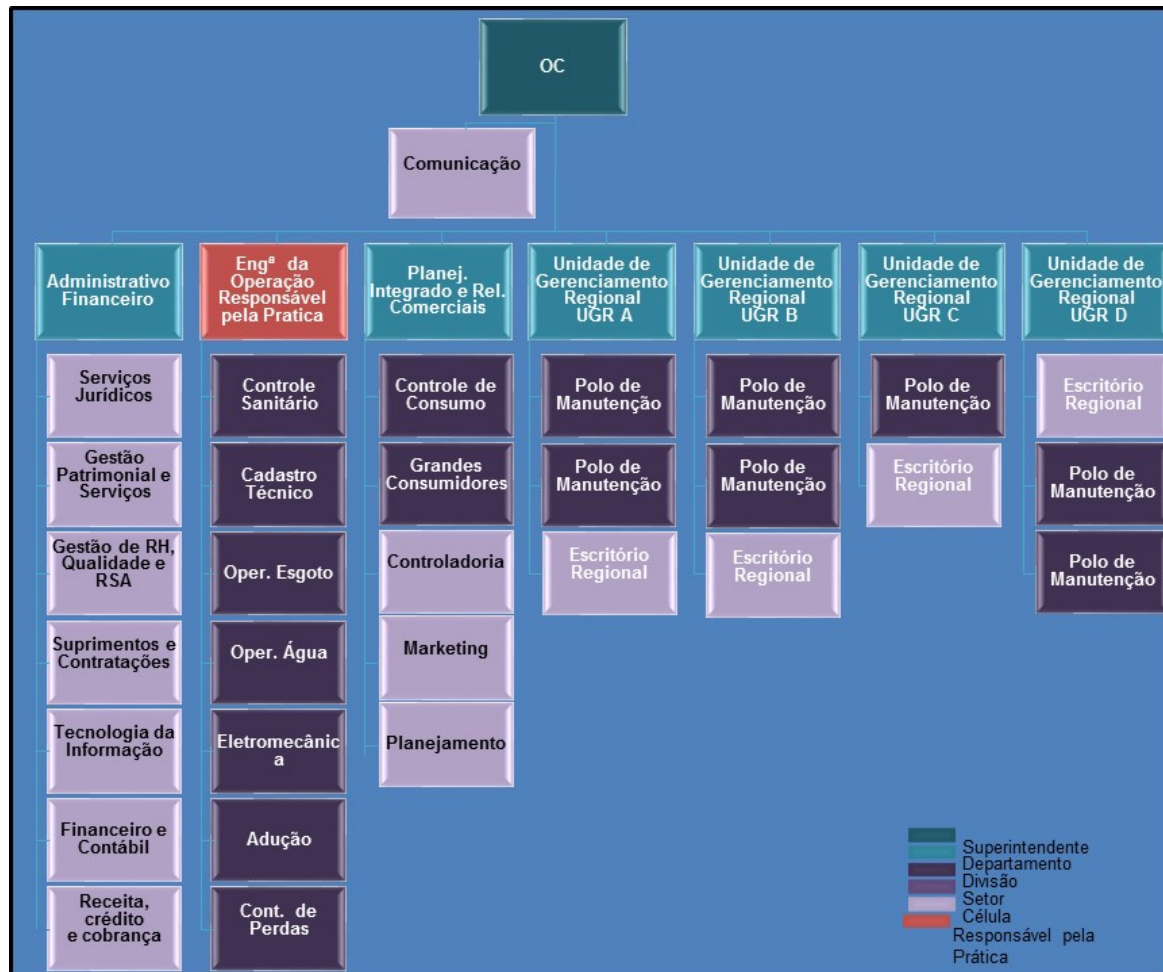 OC
Comunicação
Administrativo
Financeiro
Engª da
Operação
Responsável
pela Pratica
Planej.
Integrado e Rel.
Comerciais
Unidade de
Gerenciamento
Regional
UGR A
Unidade de
Gerenciamento
Regional
UGR B
Unidade de
Gerenciamento
Regional
UGR C
Unidade de
Gerenciamento
Regional
UGR D
Serviços
Jurídicos
Gestão
Patrimonial e
Serviços
Gestão de RH,
Qualidade e
RSA
Suprimentos e
Contratações
Tecnologia da
Informação
Financeiro e
Contábil
Receita,
crédito
e cobrança
Controle
Sanitário
Cadastro
Técnico
Oper. Esgoto
Oper. Água
Eletromecânic
a
Adução
Cont. de
Perdas
Controle de
Consumo
Grandes
Consumidores
Controladoria
Marketing
Planejamento
Polo de
Manutenção
Polo de
Manutenção
Escritório
Regional
Polo de
Manutenção
Polo de
Manutenção
Escritório
Regional
Polo de
Manutenção
Escritório
Regional
Escritório
Regional
Polo de
Manutenção
Polo de
Manutenção
Superintendente
Departamento
Divisão
Setor
Célula
Responsável pela
Prática